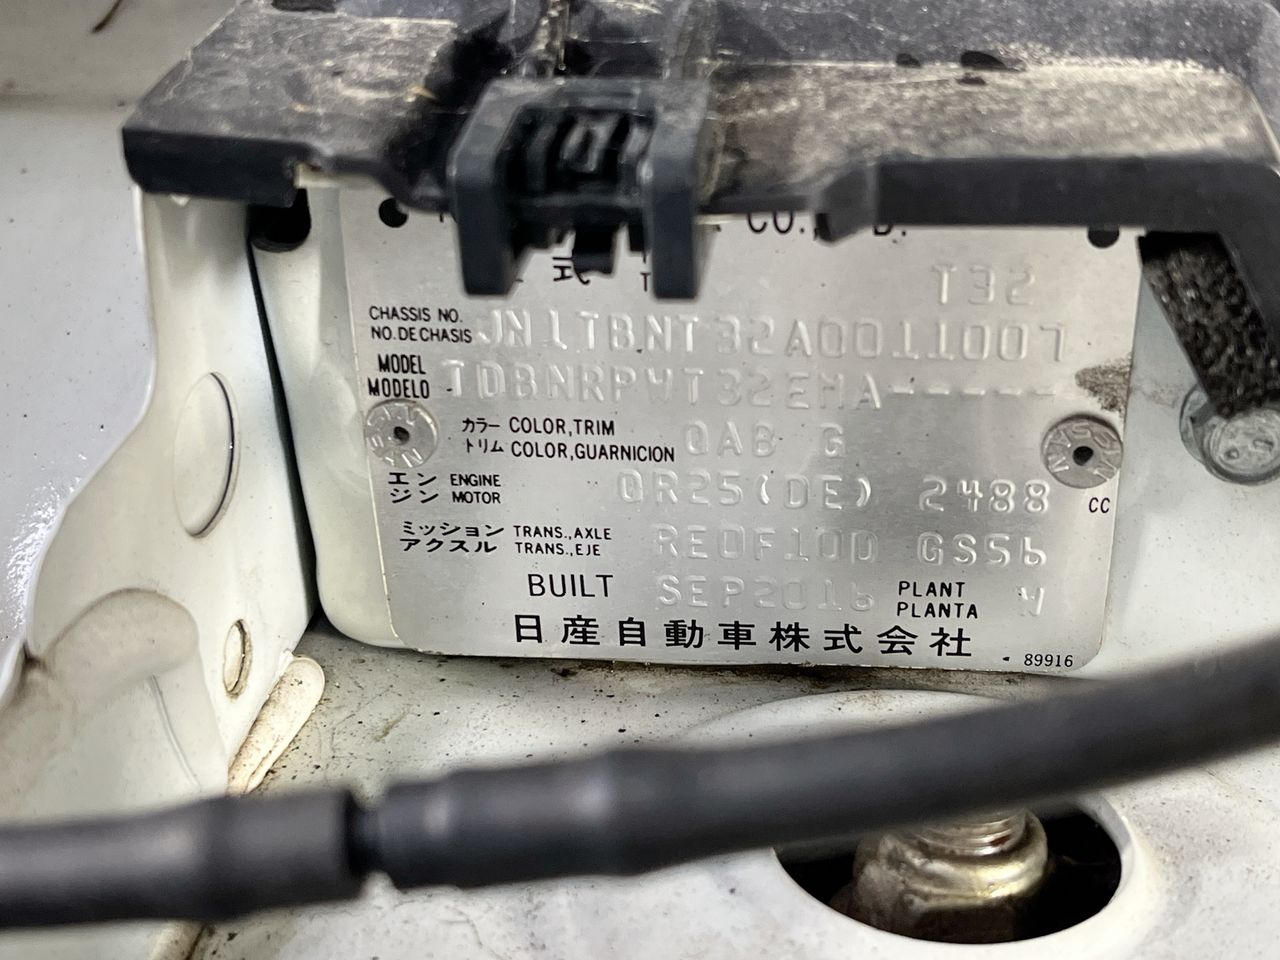 CO., D.
式
T32
CHASSIS NO. JN1TBNT32A0011007
NO. DE CHASIS
MODEL TDBNRPWT32EMA-----
MODELO
カラー COLOR, TRIM QAB G
トリム COLOR, GUARNICION
NISSAN
エン ENGINE QR25(DE) 2488 CC
ジン MOTOR
ミッション TRANS., AXLE RE0F10D GS56
アクスル TRANS., EJE
BUILT SEP2016 PLANT W
PLANTA
日産自動車株式会社
89916